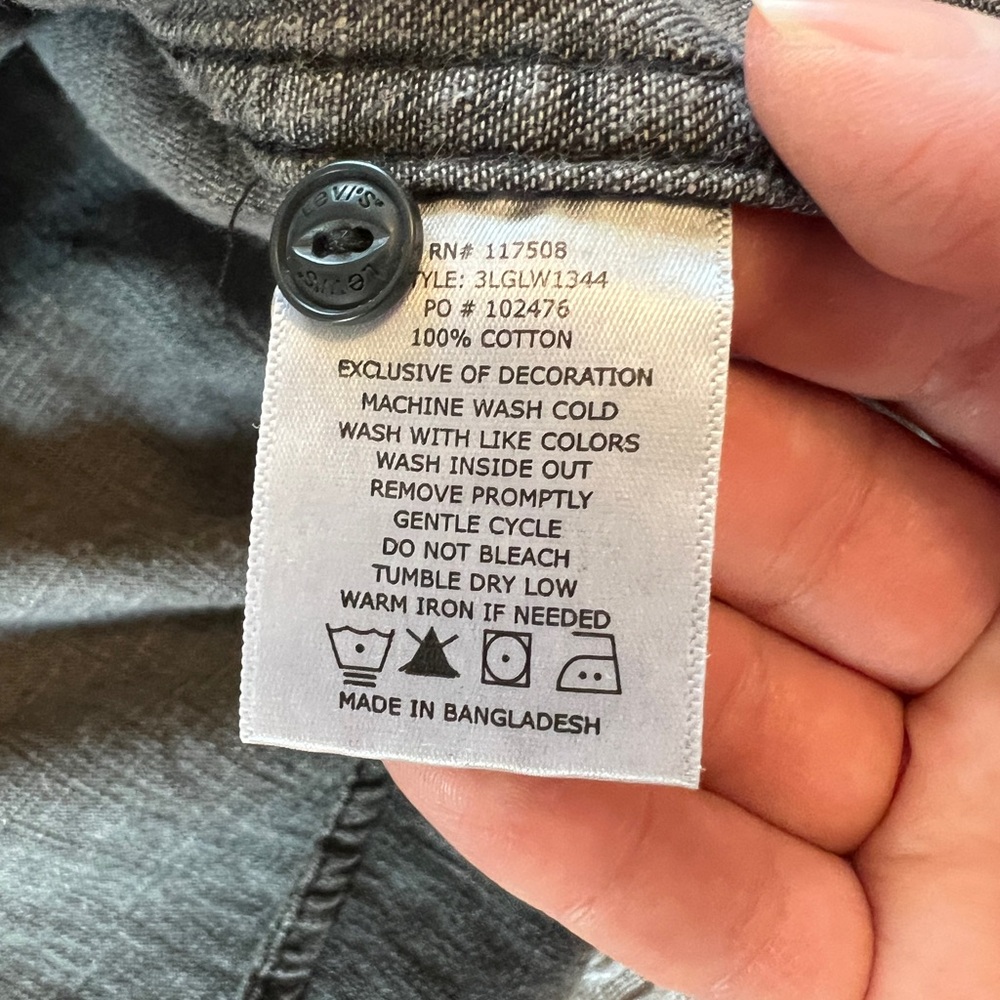 LEVI'S
LEVI'S
RN# 117508
TYLE: 3LGLW1344
PO # 102476
100% COTTON
EXCLUSIVE OF DECORATION
MACHINE WASH COLD
WASH WITH LIKE COLORS
WASH INSIDE OUT
REMOVE PROMPTLY
GENTLE CYCLE
DO NOT BLEACH
TUMBLE DRY LOW
WARM IRON IF NEEDED
MADE IN BANGLADESH